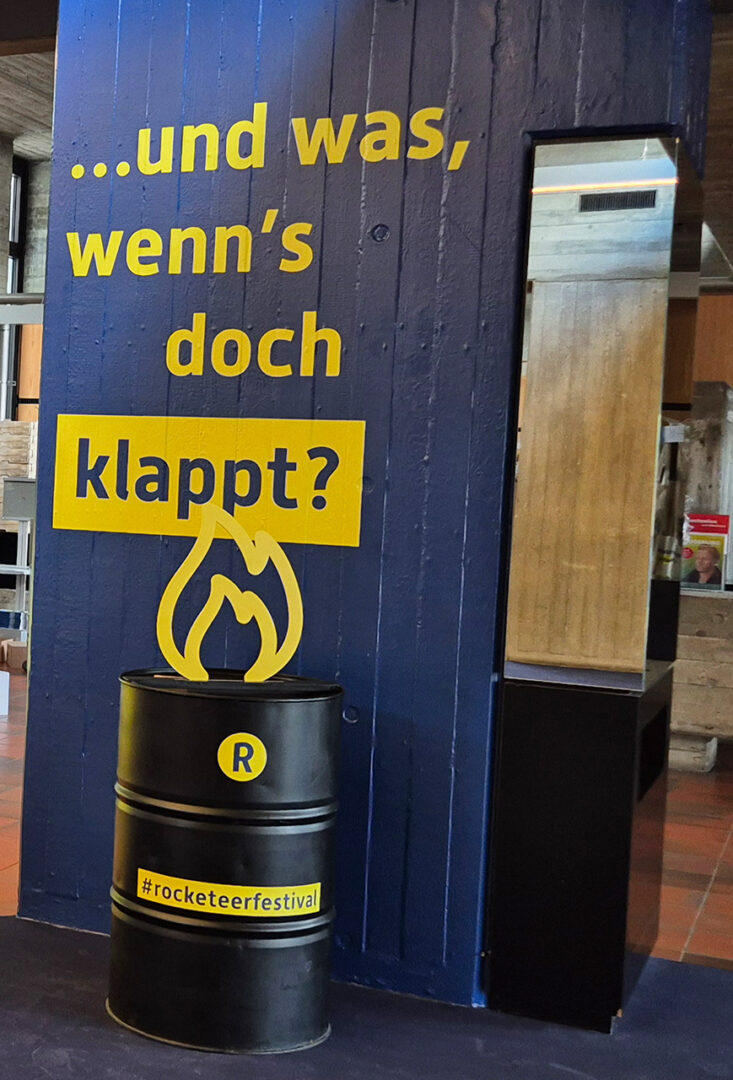 ...und was,
wenn's
doch
klappt?
R
#rocketeerfestival